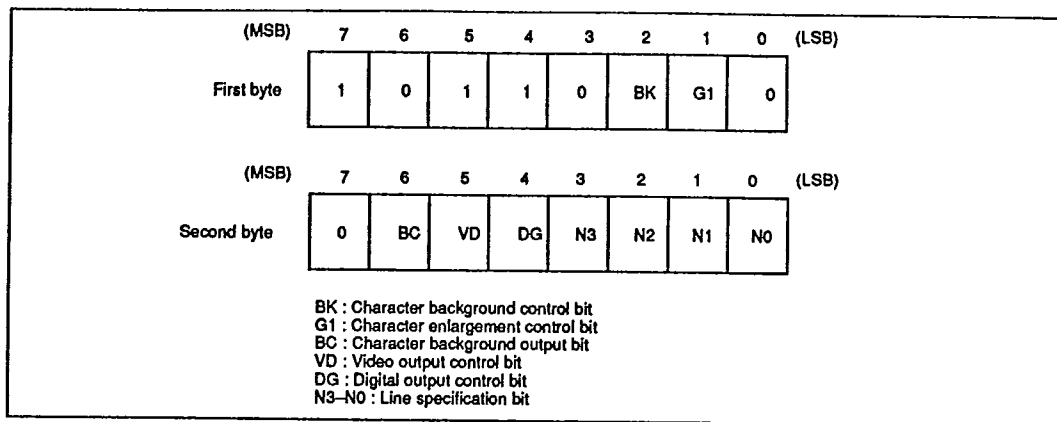 (MSB) 7 6 5 4 3 2 1 0 (LSB)
First byte 1 0 1 1 0 BK G1 0
(MSB) 7 6 5 4 3 2 1 0 (LSB)
Second byte 0 BC VD DG N3 N2 N1 N0
BK : Character background control bit
G1 : Character enlargement control bit
BC : Character background output bit
VD : Video output control bit
DG : Digital output control bit
N3–N0 : Line specification bit